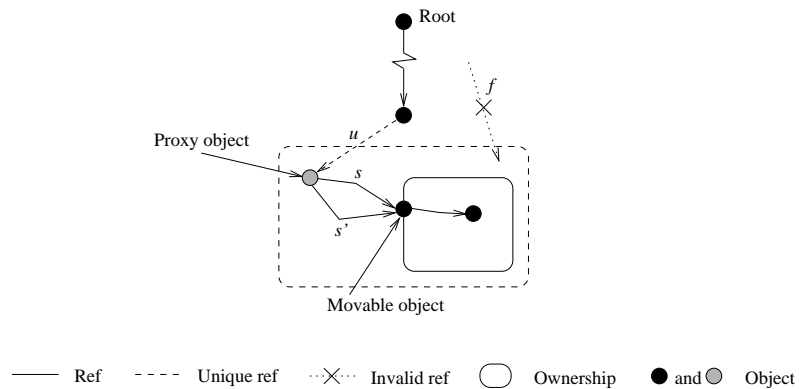 Root
f
u
Proxy object
s
s'
Movable object
Ref
Unique ref
Invalid ref
Ownership
and
Object